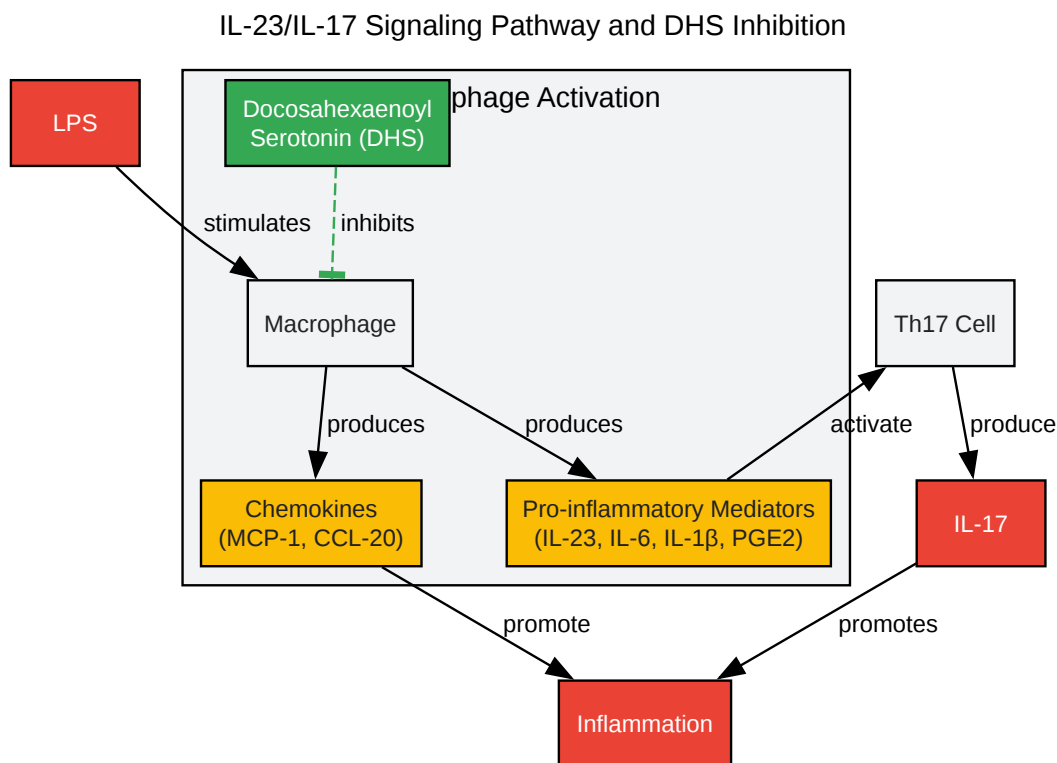 IL-23/IL-17 Signaling Pathway and DHS Inhibition
phage Activation
LPS
Docosahexaenoyl
Serotonin (DHS)
stimulates
inhibits
Macrophage
Th17 Cell
produces
produces
activate
produce
Chemokines
(MCP-1, CCL-20)
Pro-inflammatory Mediators
(IL-23, IL-6, IL-1β, PGE2)
IL-17
promote
promotes
Inflammation